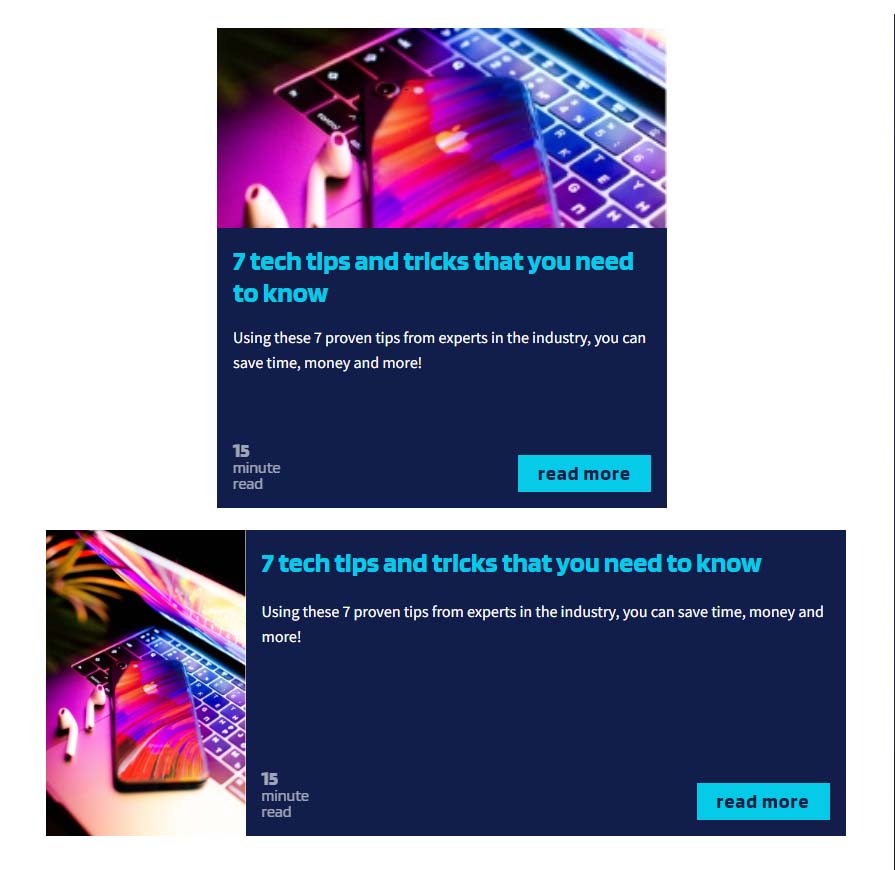 7 tech tips and tricks that you need
to know
Using these 7 proven tips from experts in the industry, you can
save time, money and more!
15
minute
read
read more
7 tech tips and tricks that you need to know
Using these 7 proven tips from experts in the industry, you can save time, money and
more!
15
minute
read
read more